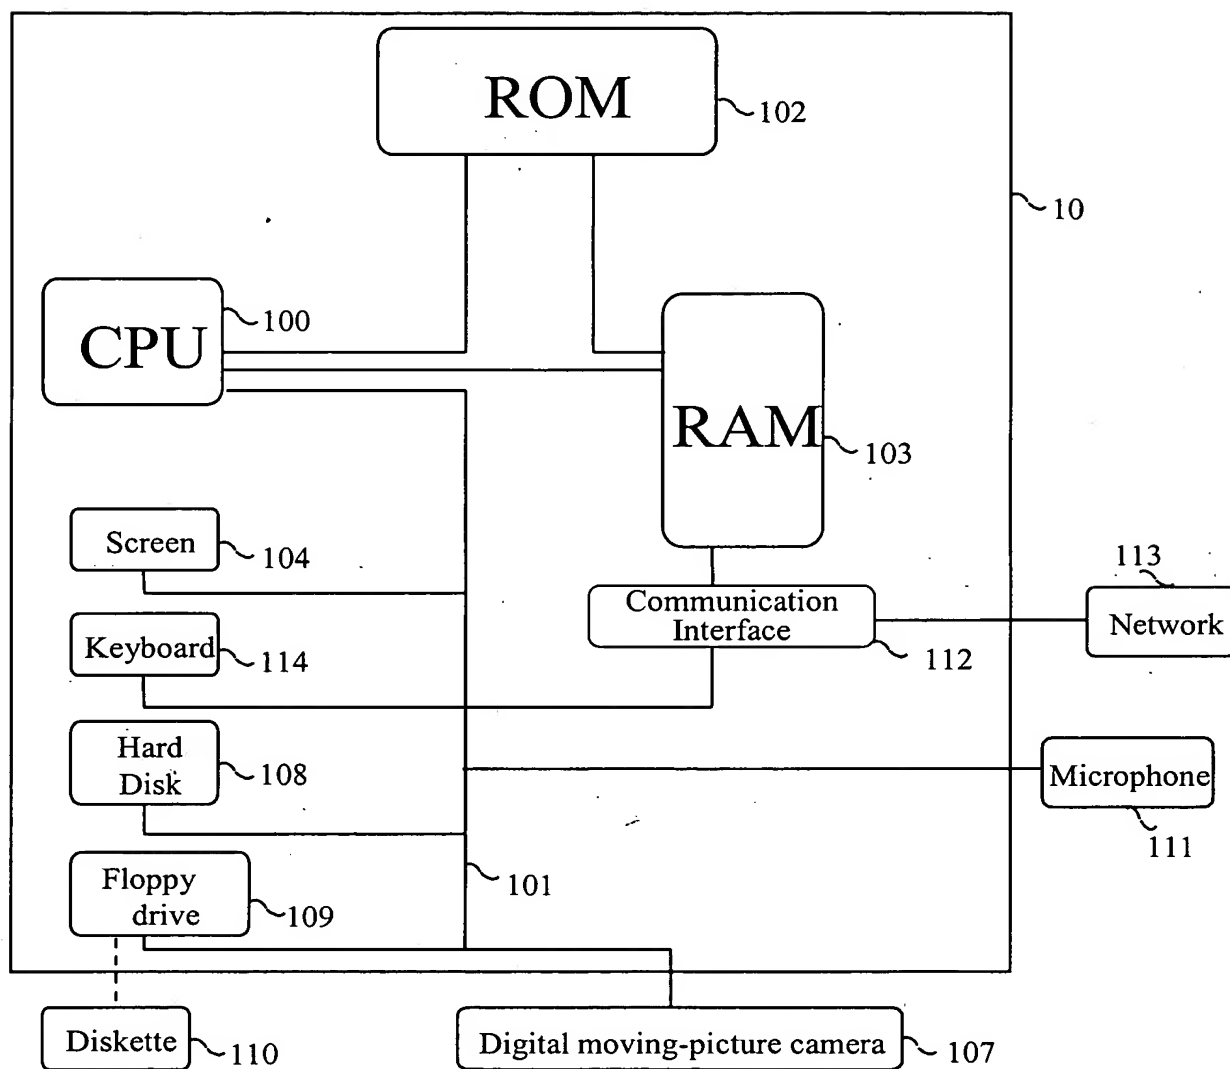 ROM
102
10
CPU
100
RAM
103
Screen
104
113
Communication
Interface
112
Network
Keyboard
114
Hard
Disk
108
Microphone
111
Floppy
drive
109
101
Diskette
110
Digital moving-picture camera
107